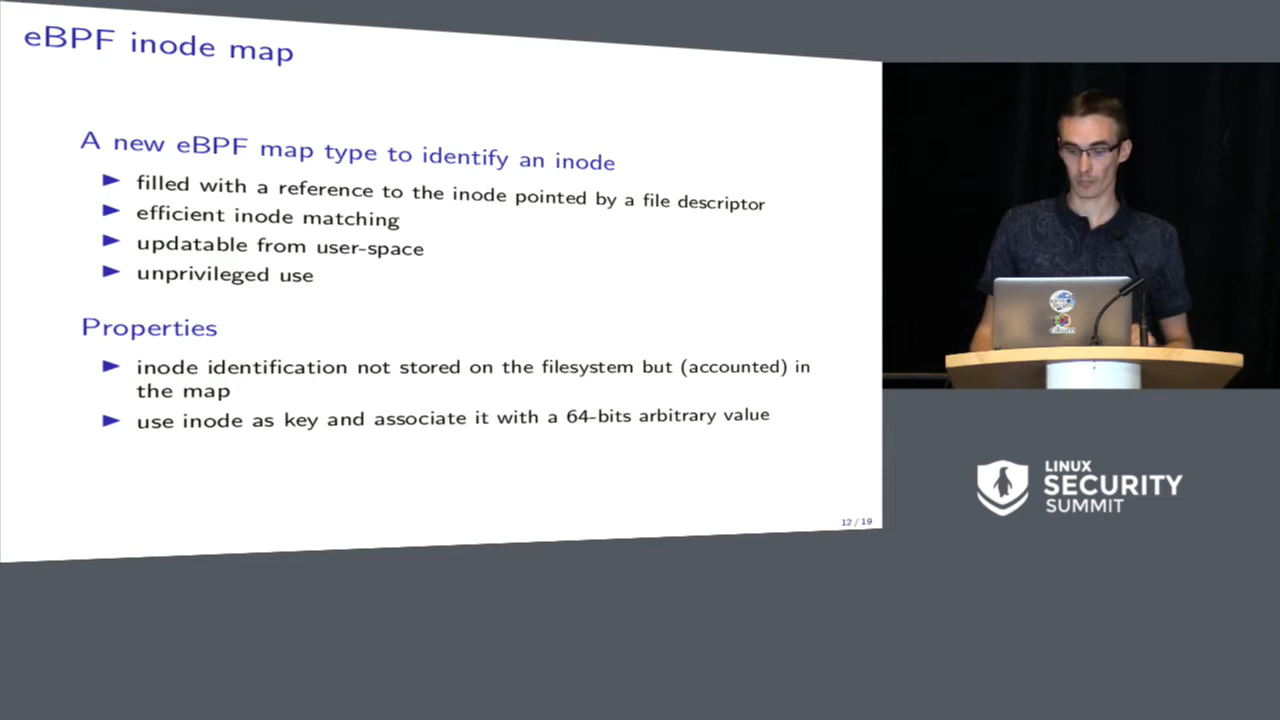 eBPF inode map
A new eBPF map type to identify an inode
▶ filled with a reference to the inode pointed by a file descriptor
▶ efficient inode matching
▶ updatable from user-space
▶ unprivileged use
Properties
▶ inode identification not stored on the filesystem but (accounted) in
the map
▶ use inode as key and associate it with a 64-bits arbitrary value
12 / 19
LINUX
SECURITY
SUMMIT